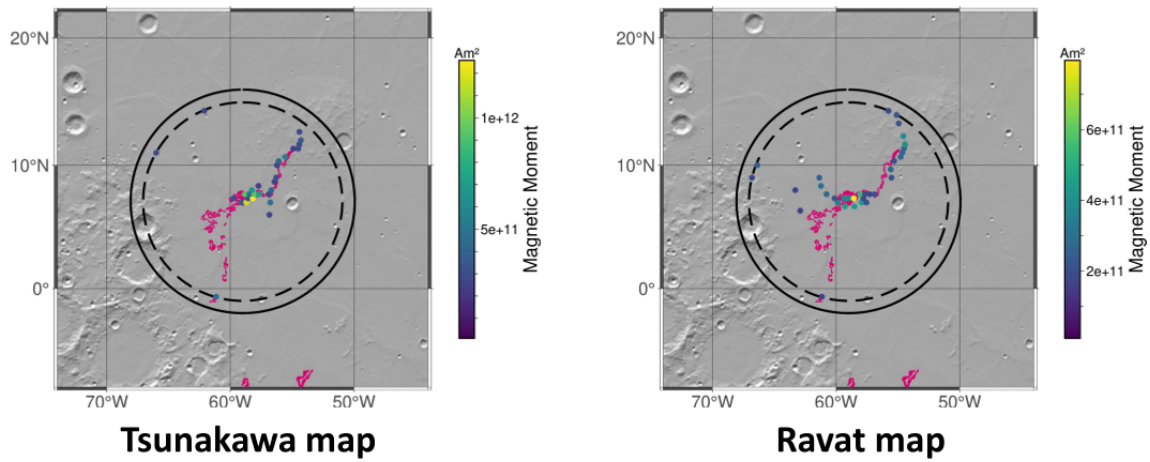 20°N
10°N
0°
70°W
60°W
50°W
Am²
1e+12
5e+11
Magnetic Moment
Tsunakawa map
20°N
10°N
0°
70°W
60°W
50°W
Am²
6e+11
4e+11
2e+11
Magnetic Moment
Ravat map